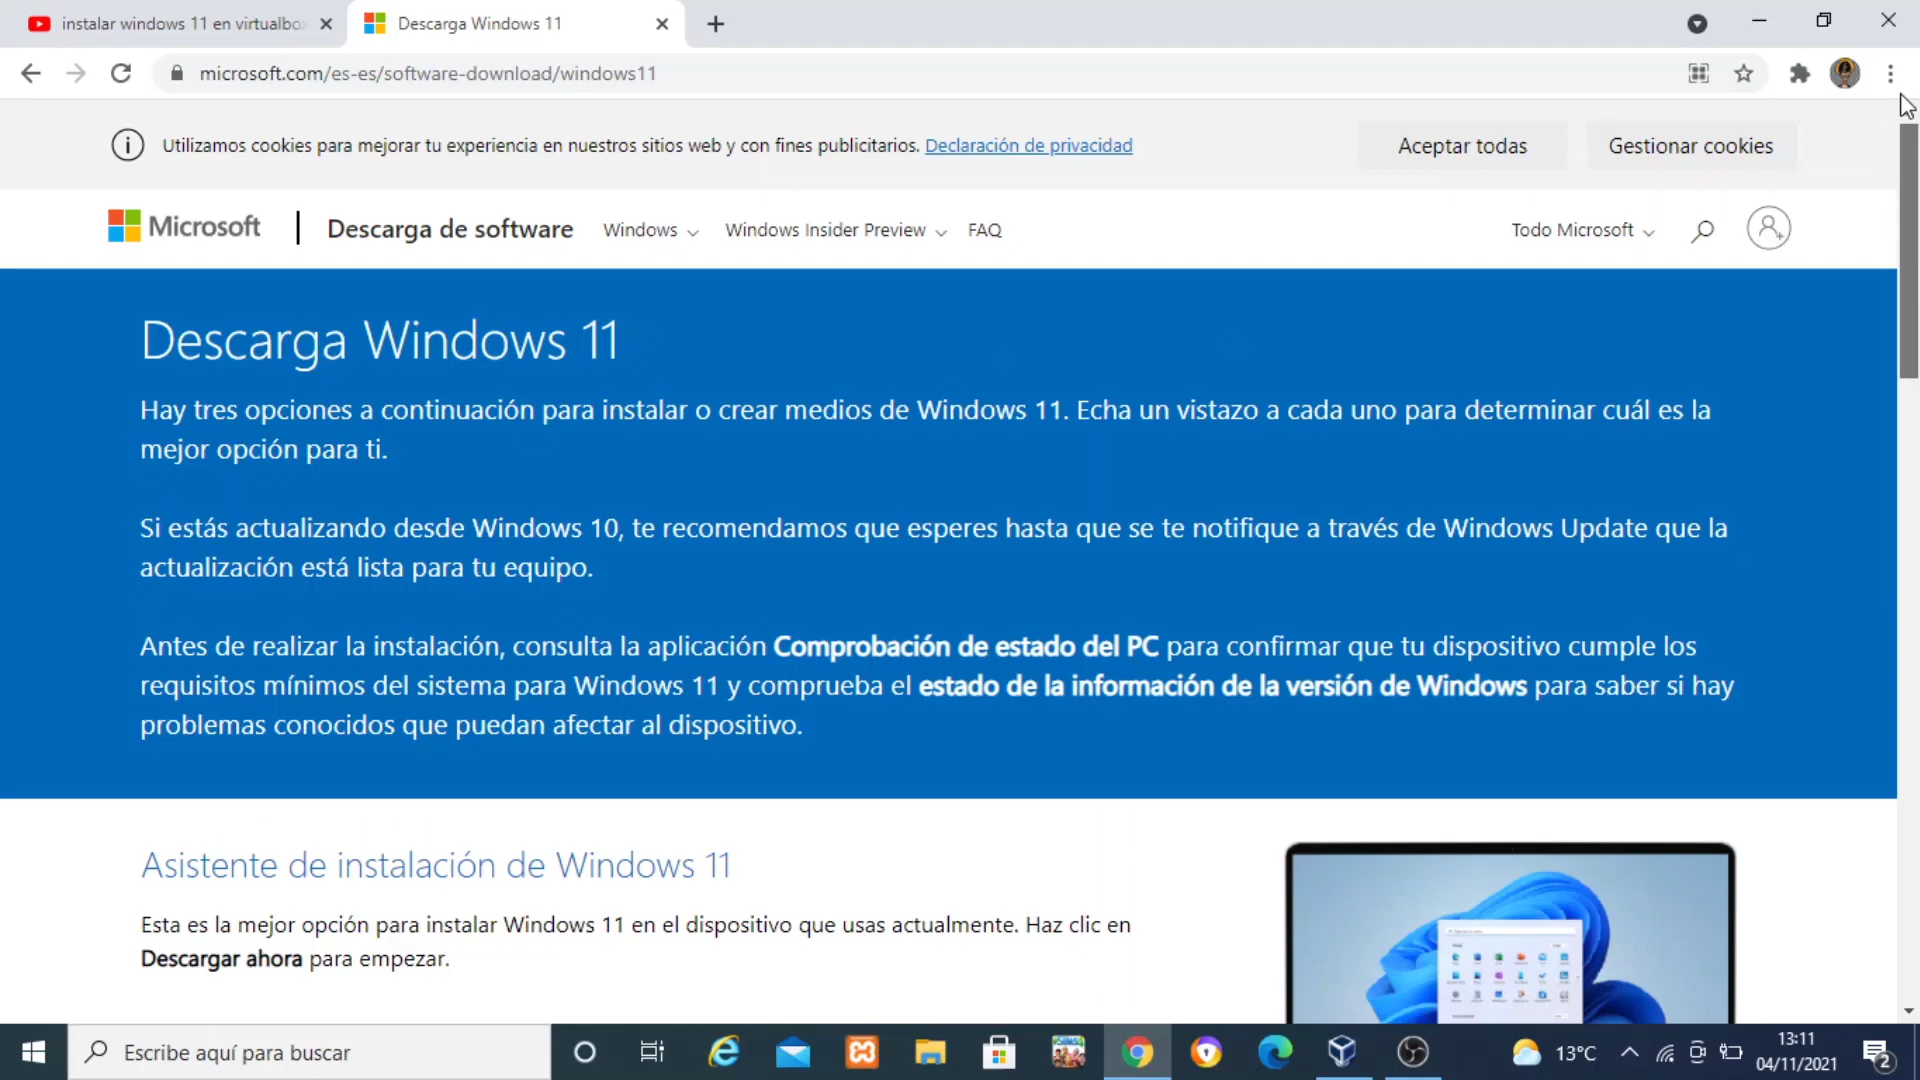 instalar windows 11 en virtualbo
Descarga Windows 11
microsoft.com/es-es/software-download/windows11
Utilizamos cookies para mejorar tu experiencia en nuestros sitios web y con fines publicitarios. Declaración de privacidad
Aceptar todas
Gestionar cookies
Microsoft
Descarga de software
Windows
Windows Insider Preview
FAQ
Todo Microsoft
Descarga Windows 11
Hay tres opciones a continuación para instalar o crear medios de Windows 11. Echa un vistazo a cada uno para determinar cuál es la
mejor opción para ti.
Si estás actualizando desde Windows 10, te recomendamos que esperes hasta que se te notifique a través de Windows Update que la
actualización está lista para tu equipo.
Antes de realizar la instalación, consulta la aplicación Comprobación de estado del PC para confirmar que tu dispositivo cumple los
requisitos mínimos del sistema para Windows 11 y comprueba el estado de la información de la versión de Windows para saber si hay
problemas conocidos que puedan afectar al dispositivo.
Asistente de instalación de Windows 11
Esta es la mejor opción para instalar Windows 11 en el dispositivo que usas actualmente. Haz clic en
Descargar ahora para empezar.
Escribe aquí para buscar
13°C
13:11
04/11/2021
2